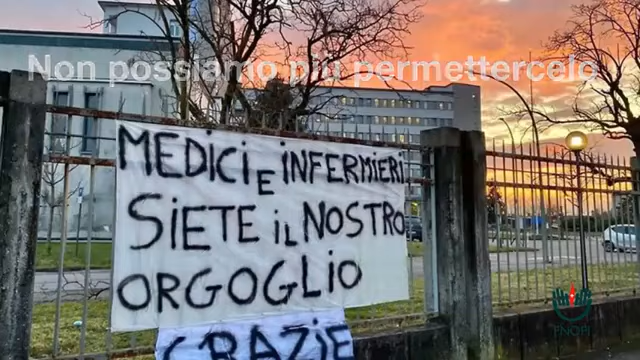 Non possiamo più permettercelo
MEDICI E INFERMIERI
SIETE IL NOSTRO
ORGOGLIO
GRAZIE
FNOPI